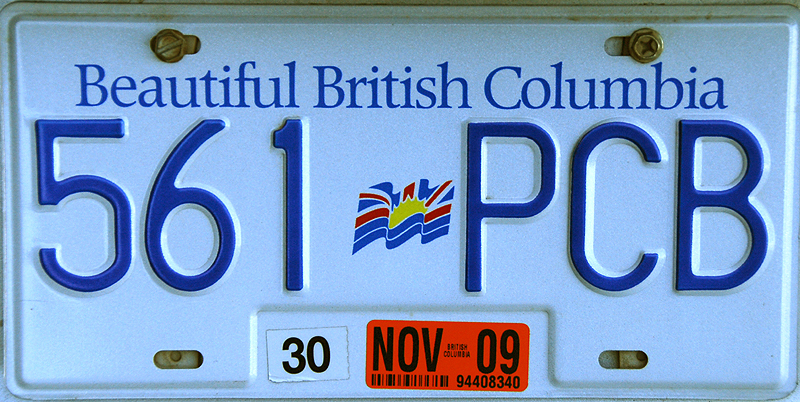 Beautiful British Columbia
561 PCB
30 NOV BRITISH COLUMBIA 09
94408340